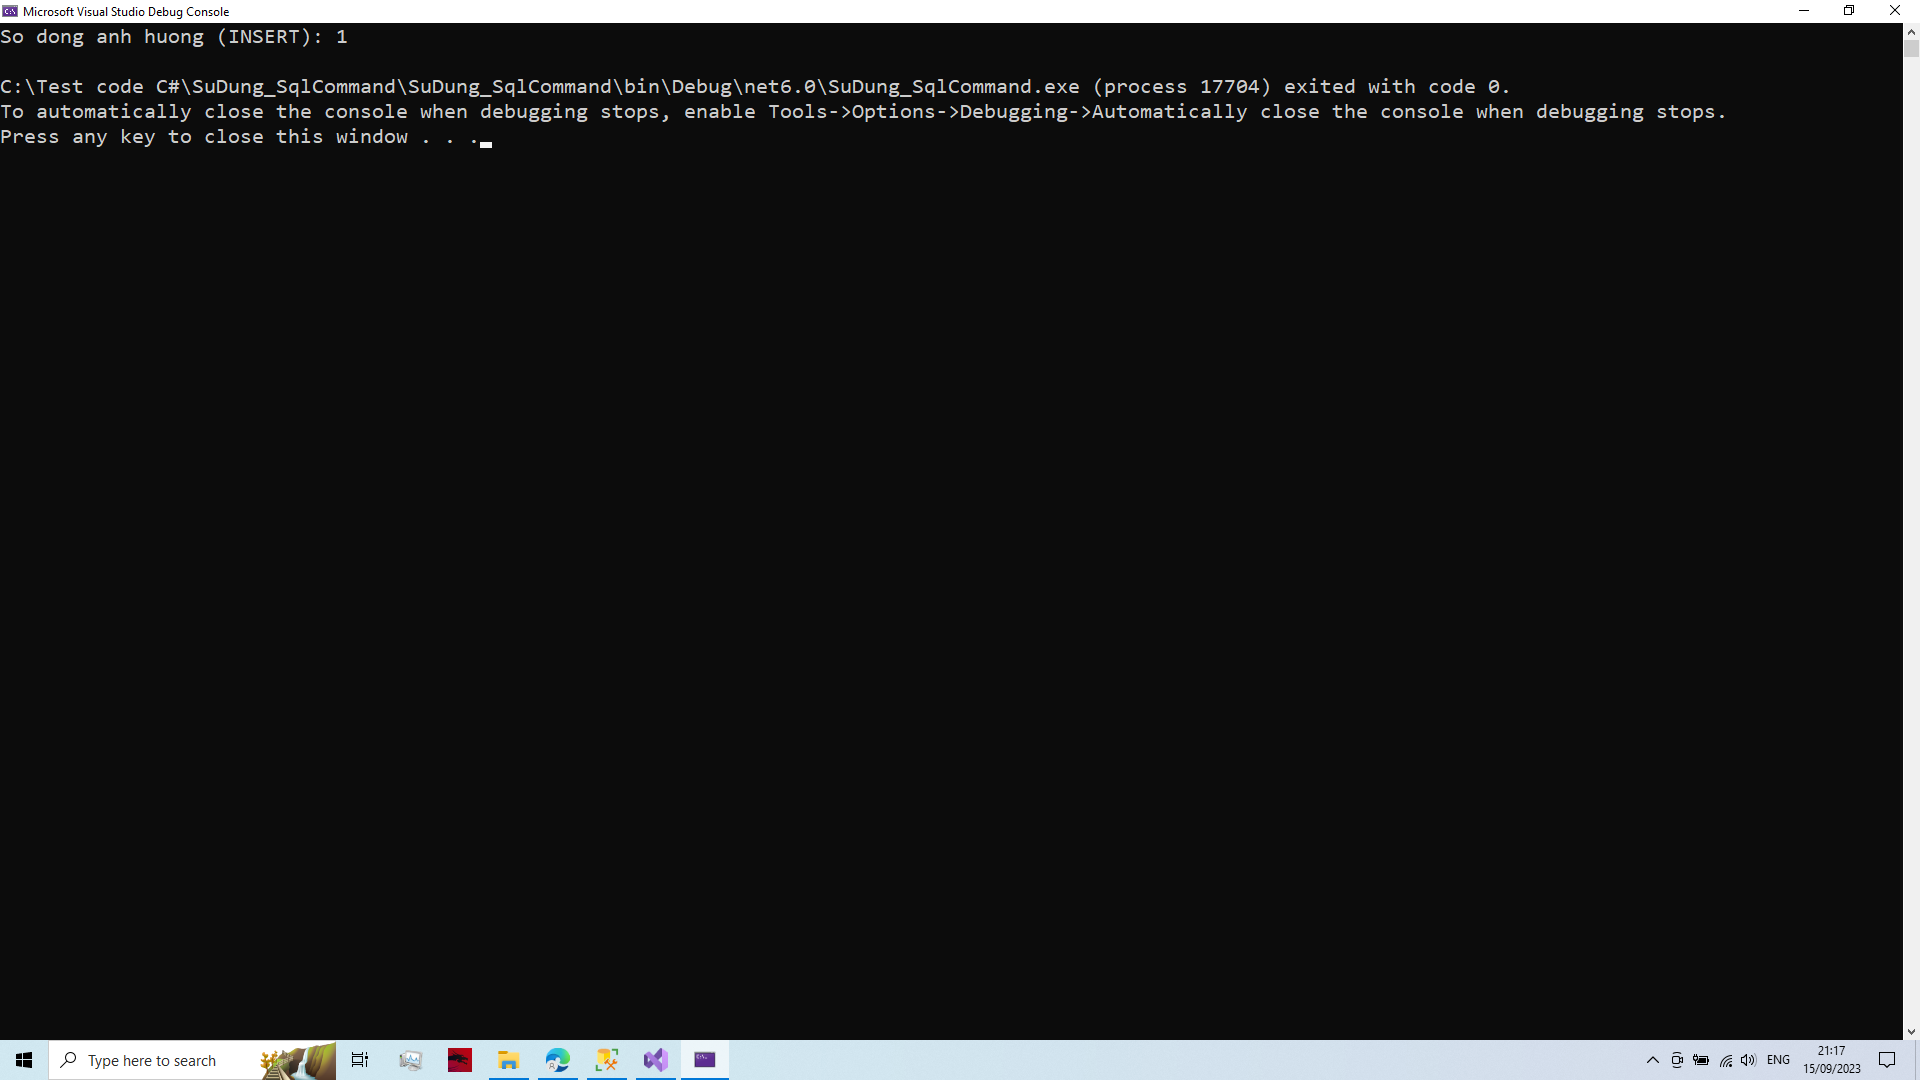 Microsoft Visual Studio Debug Console
So dong anh huong (INSERT): 1
C:\Test code C#\SuDung_SqlCommand\SuDung_SqlCommand\bin\Debug\net6.0\SuDung_SqlCommand.exe (process 17704) exited with code 0.
To automatically close the console when debugging stops, enable Tools->Options->Debugging->Automatically close the console when debugging stops.
Press any key to close this window . . .
Type here to search
ENG
21:17
15/09/2023